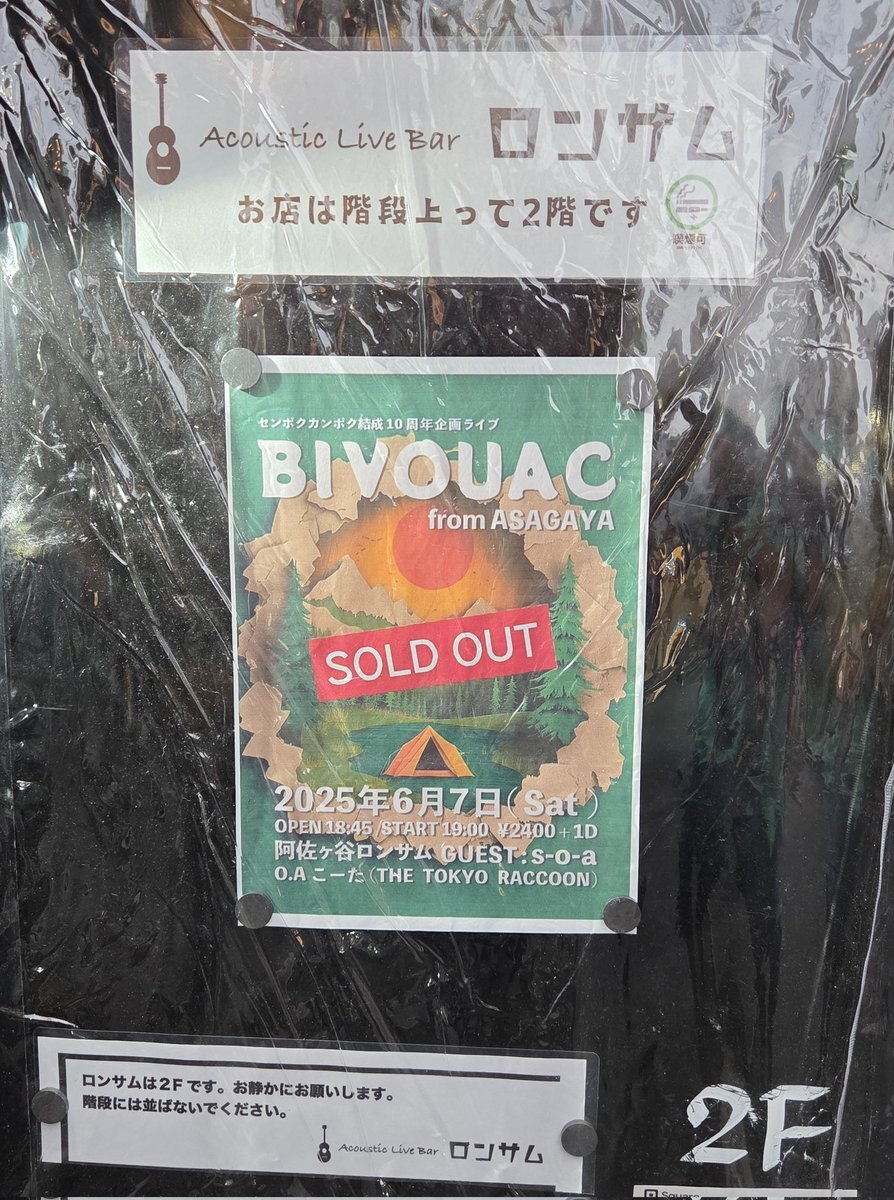 Acoustic Live Bar ロンサム
お店は階段上って2階です
喫煙可
センポクカンポク結成10周年企画ライブ
BIVOUAC
from ASAGAYA
SOLD OUT
2025年6月7日(Sat)
OPEN 18:45 /START 19:00 ¥2400+1D
阿佐ヶ谷ロンサム GUEST:s-o-a
O.A こーた(THE TOKYO RACCOON)
ロンサムは2Fです。お静かにお願いします。
階段には並ばないでください。
Acoustic Live Bar ロンサム
2F
Square